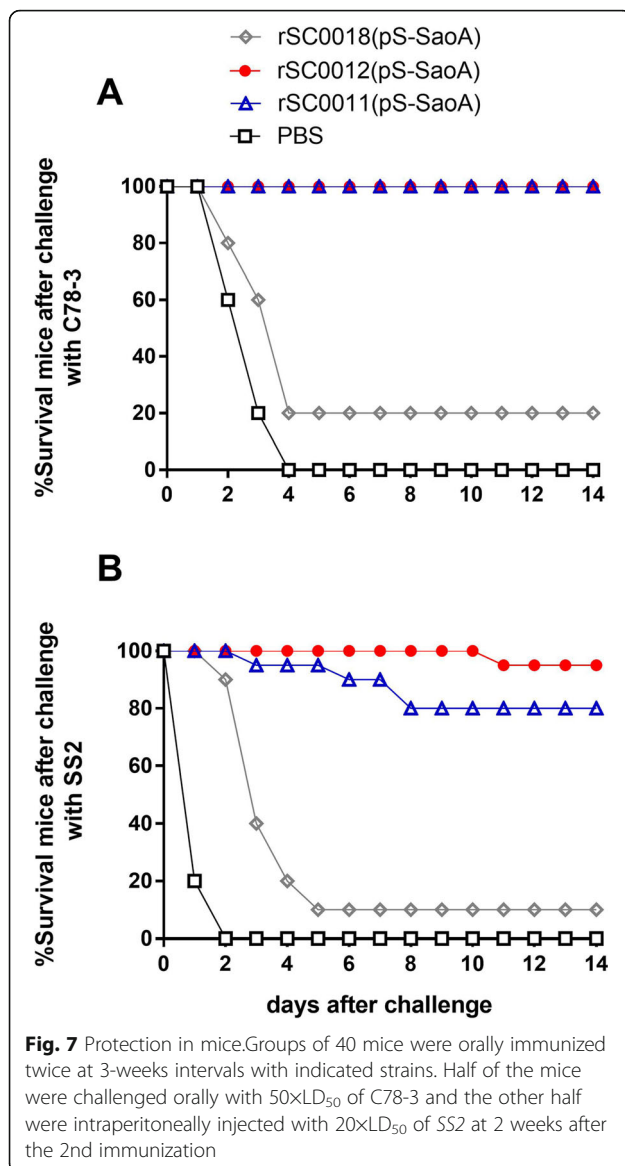 rSC0018(pS-SaoA)
rSC0012(pS-SaoA)
rSC0011(pS-SaoA)
PBS
A
%Survival mice after challenge
with C78-3
100
80
60
40
20
0
0 2 4 6 8 10 12 14
B
%Survival mice after challenge
with SS2
100
80
60
40
20
0
0 2 4 6 8 10 12 14
days after challenge
Fig. 7 Protection in mice.Groups of 40 mice were orally immunized
twice at 3-weeks intervals with indicated strains. Half of the mice
were challenged orally with 50×LD50 of C78-3 and the other half
were intraperitoneally injected with 20×LD50 of SS2 at 2 weeks after
the 2nd immunization